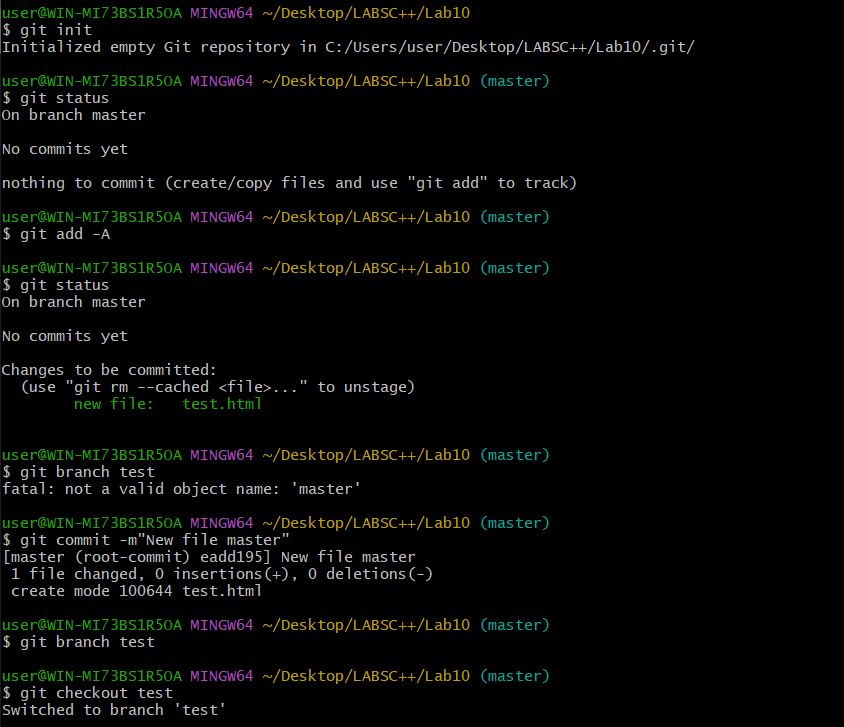 user@WIN-MI73BS1R5OA MINGW64 ~/Desktop/LABSC++/Lab10
$ git init
Initialized empty Git repository in C:/Users/user/Desktop/LABSC++/Lab10/.git/
user@WIN-MI73BS1R5OA MINGW64 ~/Desktop/LABSC++/Lab10 (master)
$ git status
On branch master
No commits yet
nothing to commit (create/copy files and use "git add" to track)
user@WIN-MI73BS1R5OA MINGW64 ~/Desktop/LABSC++/Lab10 (master)
$ git add -A
user@WIN-MI73BS1R5OA MINGW64 ~/Desktop/LABSC++/Lab10 (master)
$ git status
On branch master
No commits yet
Changes to be committed:
  (use "git rm --cached <file>..." to unstage)
        new file:   test.html
user@WIN-MI73BS1R5OA MINGW64 ~/Desktop/LABSC++/Lab10 (master)
$ git branch test
fatal: not a valid object name: 'master'
user@WIN-MI73BS1R5OA MINGW64 ~/Desktop/LABSC++/Lab10 (master)
$ git commit -m"New file master"
[master (root-commit) eadd195] New file master
 1 file changed, 0 insertions(+), 0 deletions(-)
 create mode 100644 test.html
user@WIN-MI73BS1R5OA MINGW64 ~/Desktop/LABSC++/Lab10 (master)
$ git branch test
user@WIN-MI73BS1R5OA MINGW64 ~/Desktop/LABSC++/Lab10 (master)
$ git checkout test
Switched to branch 'test'